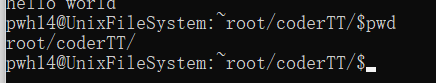 hello world
pwh14@UnixFileSystem:~root/coderTT/$pwd
root/coderTT/
pwh14@UnixFileSystem:~root/coderTT/$